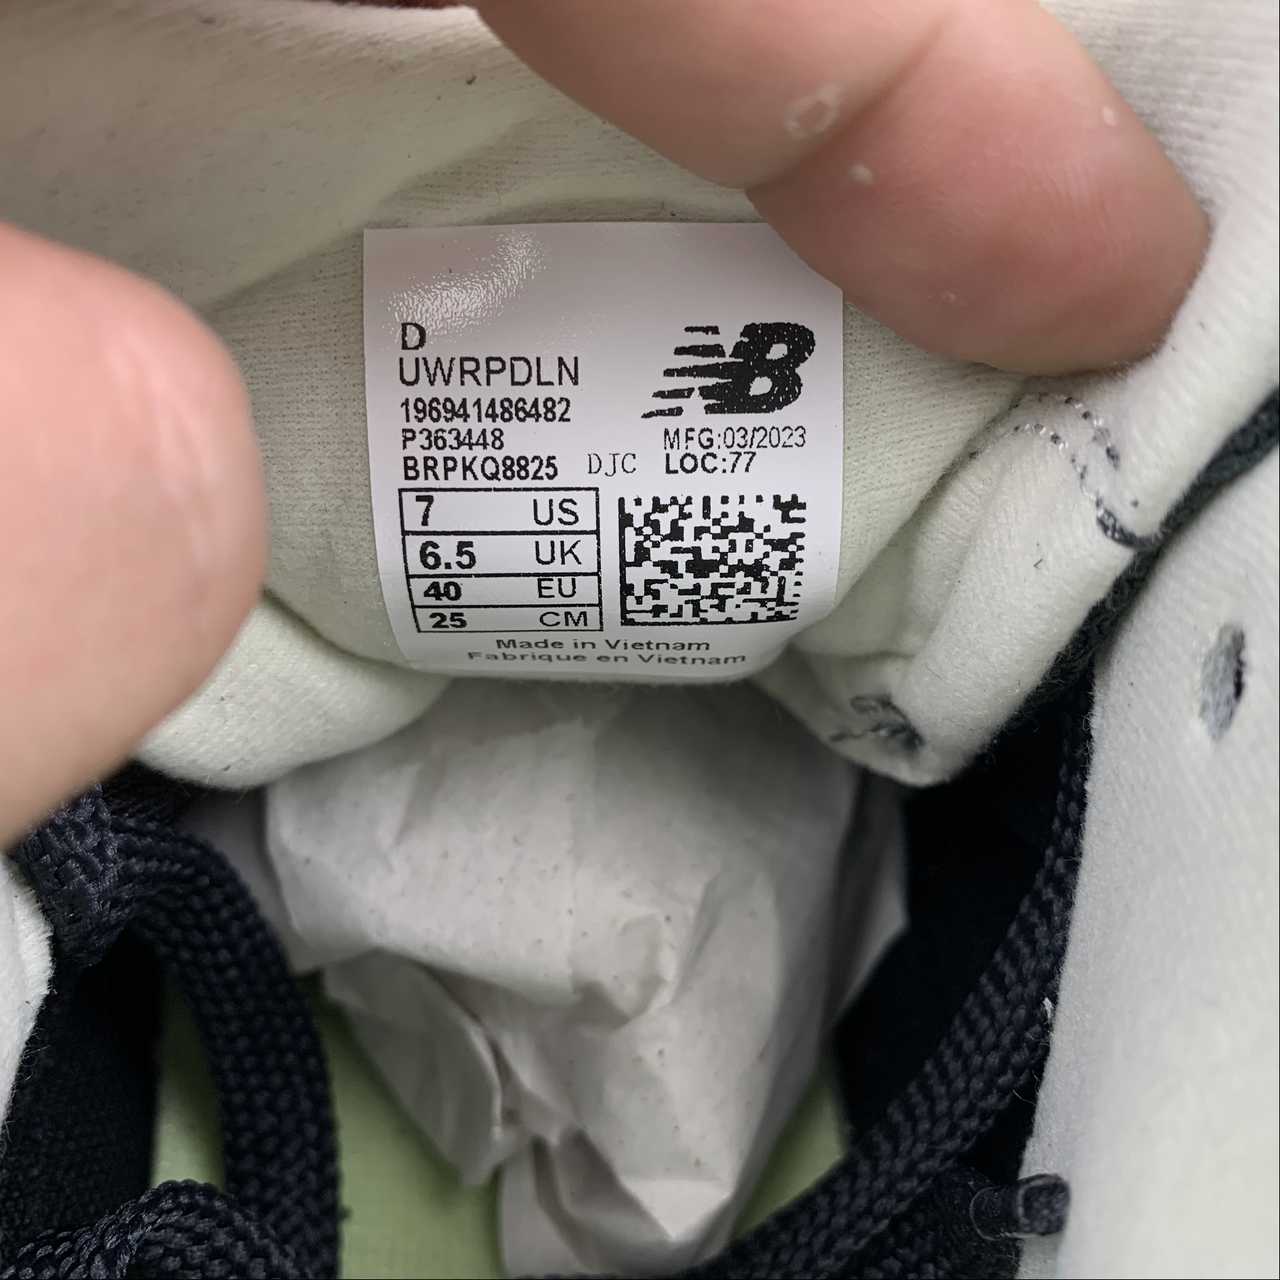 D
UWRPDLN
196941486482
P363448
BRPKQ8825 DJC
MFG:03/2023
LOC:77
7 US
6.5 UK
40 EU
25 CM
Made in Vietnam
Fabrique en Vietnam